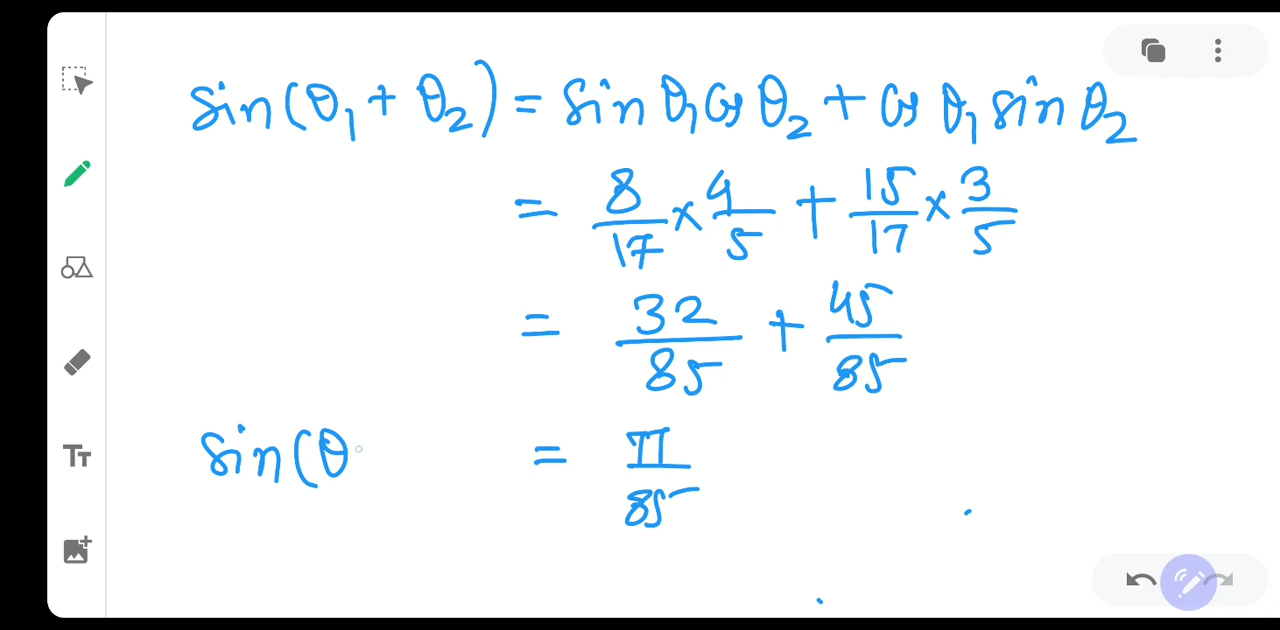 sin(θ₁ + θ₂) = sin θ₁ cos θ₂ + cos θ₁ sin θ₂
= 8/17 × 4/5 + 15/17 × 3/5
= 32/85 + 45/85
sin(θ = 77/85
Tт